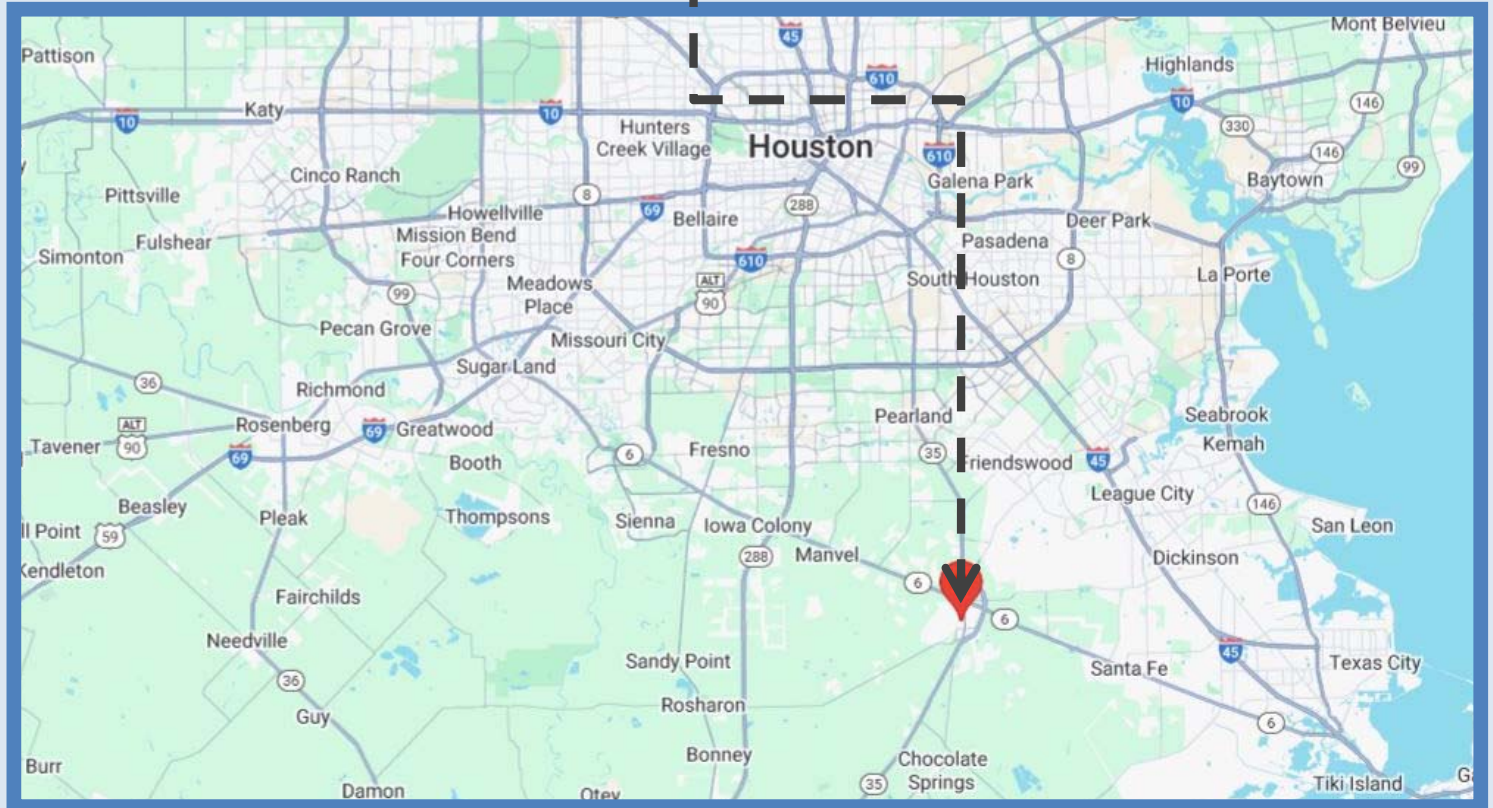 Mont Belvieu
45
Pattison
Highlands
610
10
146
Katy
10
10
330
Hunters
Creek Village
Houston
610
146
99
Cinco Ranch
Galena Park
Baytown
Pittsville
8
69
288
Howellville
Bellaire
Deer Park
Mission Bend
Fulshear
Pasadena
Simonton
Four Corners
610
8
South Houston
La Porte
Meadows
Place
ALT
90
99
Pecan Grove
Missouri City
Sugar Land
36
Richmond
Pearland
Seabrook
ALT
90
Rosenberg
69
Greatwood
Kemah
Tavener
69
6
Fresno
35
Friendswood
45
Booth
League City
Beasley
Pleak
Thompsons
Sienna
Iowa Colony
146
San Leon
ll Point
59
288
Manvel
Dickinson
Kendleton
6
Fairchilds
6
Needville
45
Sandy Point
Santa Fe
Texas City
36
Rosharon
Guy
6
Bonney
Chocolate
Springs
Burr
35
Tiki Island
Damon
Otey